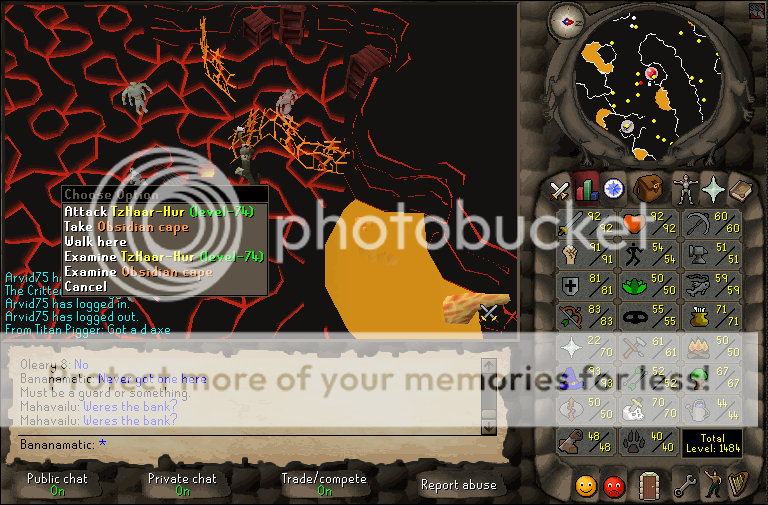 Choose Option
Attack TzHaar-Hur (level-74)
Take Obsidian cape
Walk here
Examine TzHaar-Hur (level-74)
Examine Obsidian cape
Cancel
Arvid75 h
The Critter
Arvid75 has logged in.
Arvid75 has logged out.
From Titan Pigger: Got a d axe
photobucket
Protect more of your memories for less!
Oleary 8: No
Bananamatic: Never got one here
Must be a guard or something.
Mahavailu: Weres the bank?
Mahavailu: Weres the bank?
Bananamatic: *
Public chat
On
Private chat
On
Trade/compete
On
Report abuse
N
92/92 92/92 60/60
91/91 54/54 51/51
81/81 50/50 59/59
83/83 55/55 71/71
22/70 61/61 50/50
67/67
50/50 70/70 44/44
48/48 40/40
Total
Level: 1484